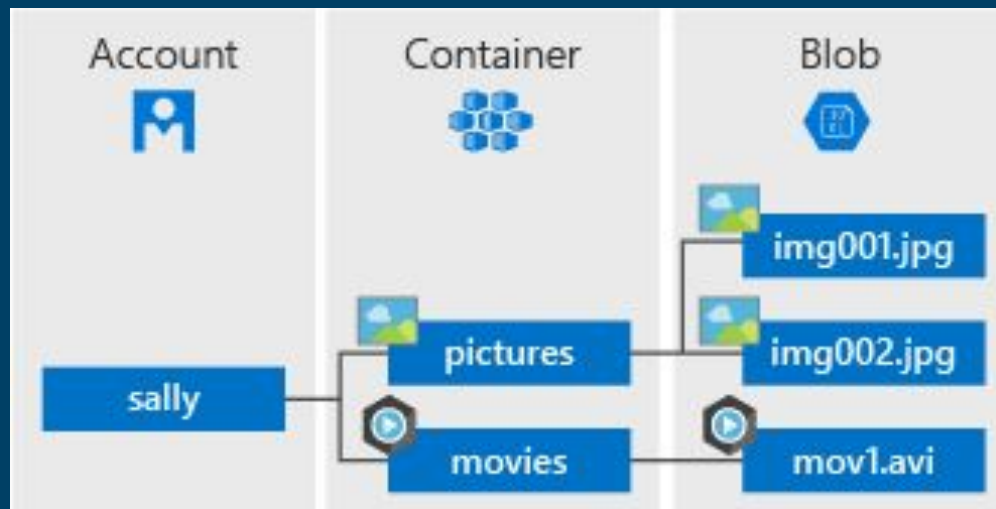 Account
Container
Blob
sally
pictures
movies
img001.jpg
img002.jpg
mov1.avi